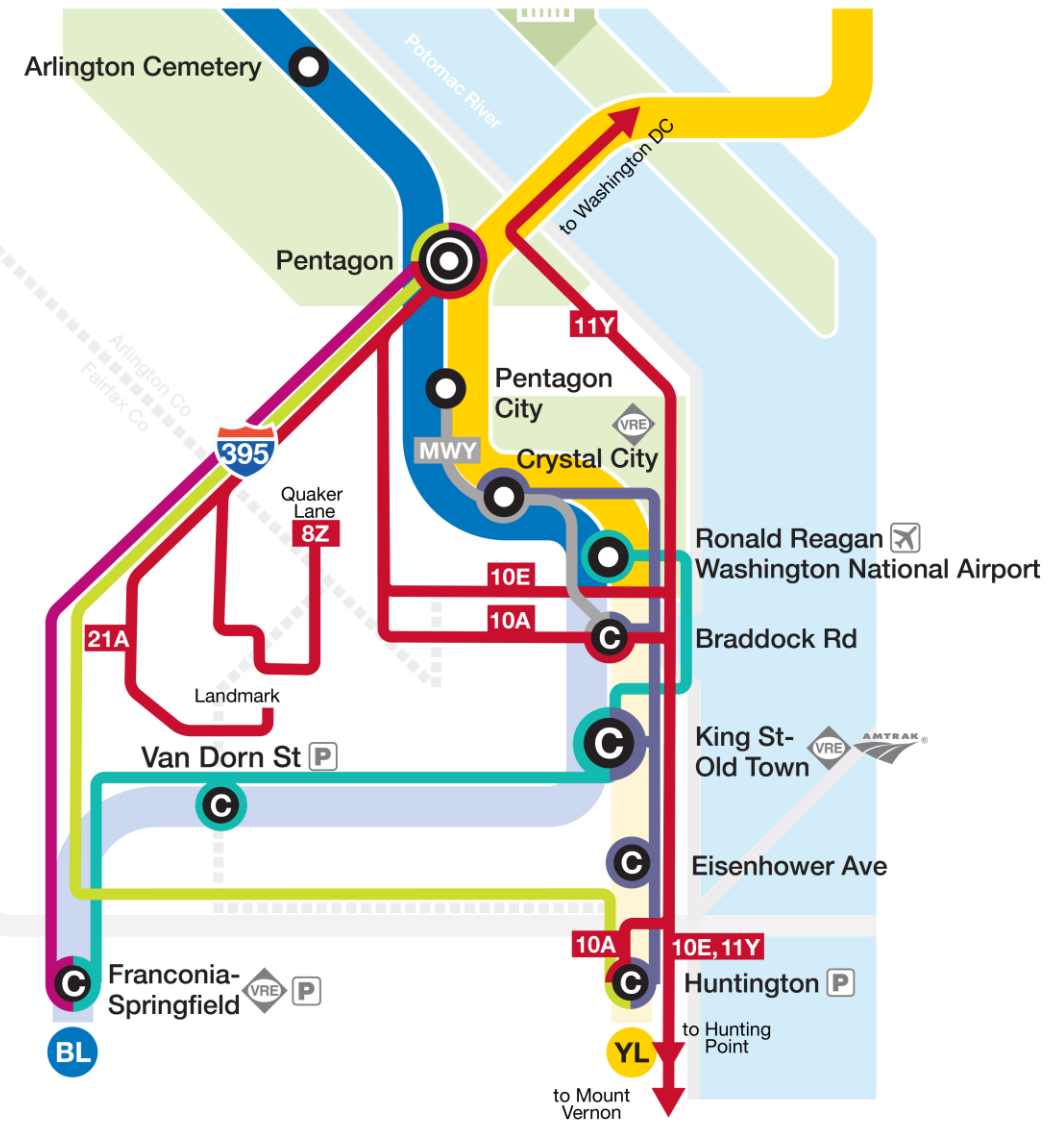 Arlington Cemetery
Potomac River
to Washington DC
Pentagon
11Y
Arlington Co
Fairfax Co
Pentagon
City
VRE
MWY
Crystal City
395
Quaker
Lane
8Z
Ronald Reagan
Washington National Airport
10E
10A
C
Braddock Rd
21A
Landmark
Van Dorn St P
C
C
King St-
Old Town
VRE
AMTRAK®
C
Eisenhower Ave
10A
10E, 11Y
C
Franconia-
Springfield
VRE
P
C
Huntington P
BL
YL
to Hunting
Point
to Mount
Vernon